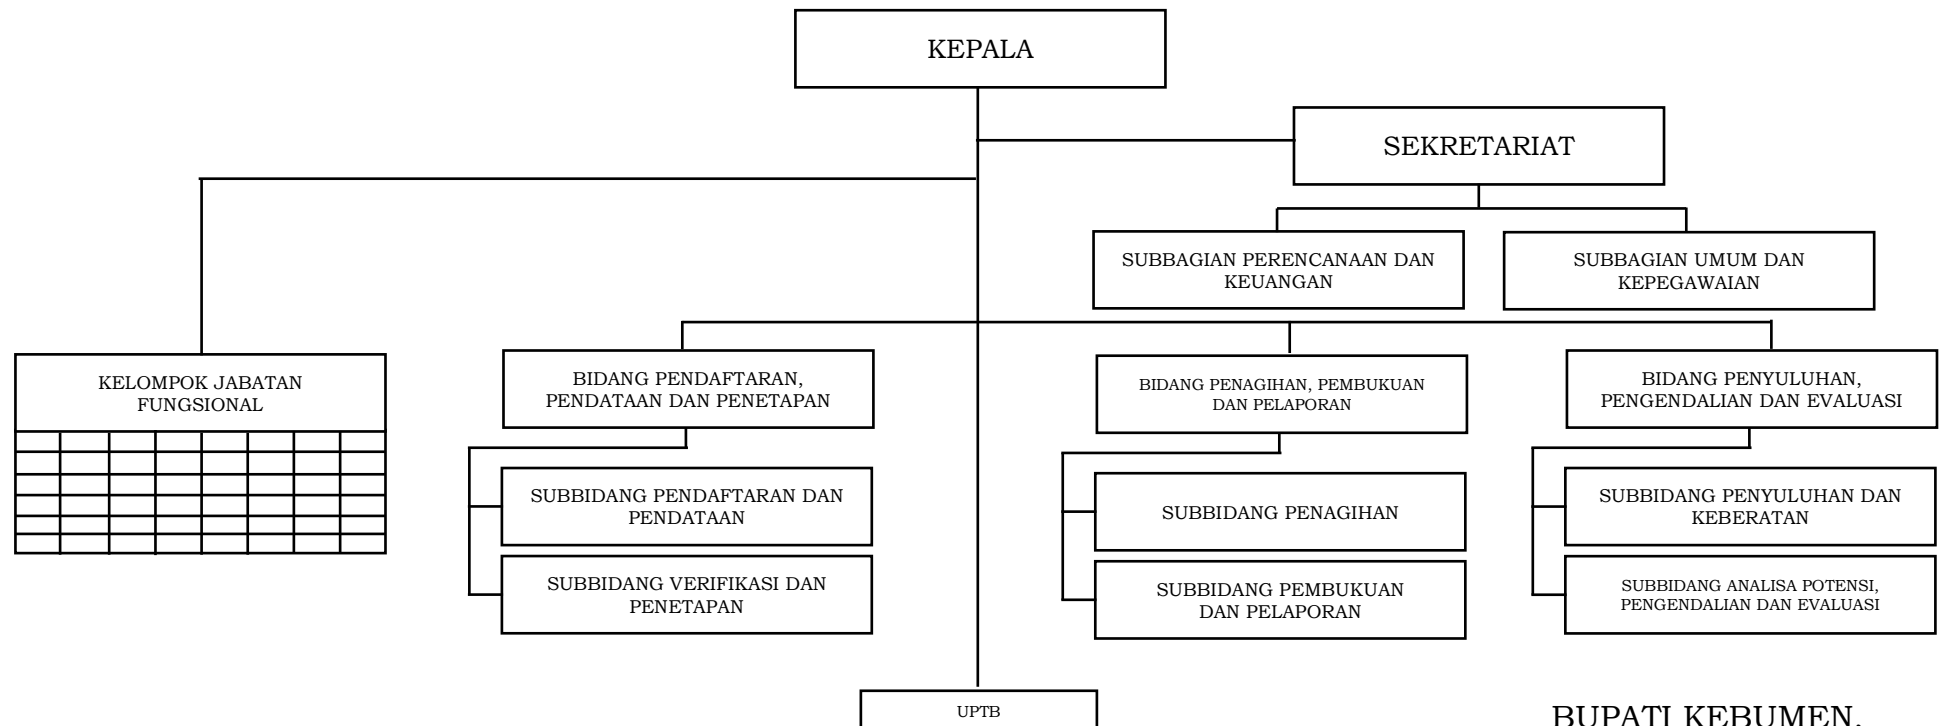 KEPALA
SEKRETARIAT
SUBBAGIAN PERENCANAAN DAN
KEUANGAN
SUBBAGIAN UMUM DAN
KEPEGAWAIAN
KELOMPOK JABATAN
FUNGSIONAL
BIDANG PENDAFTARAN,
PENDATAAN DAN PENETAPAN
BIDANG PENAGIHAN, PEMBUKUAN
DAN PELAPORAN
BIDANG PENYULUHAN,
PENGENDALIAN DAN EVALUASI
SUBBIDANG PENDAFTARAN DAN
PENDATAAN
SUBBIDANG PENAGIHAN
SUBBIDANG PENYULUHAN DAN
KEBERATAN
SUBBIDANG VERIFIKASI DAN
PENETAPAN
SUBBIDANG PEMBUKUAN
DAN PELAPORAN
SUBBIDANG ANALISA POTENSI,
PENGENDALIAN DAN EVALUASI
UPTB
BUPATI KEBUMEN,